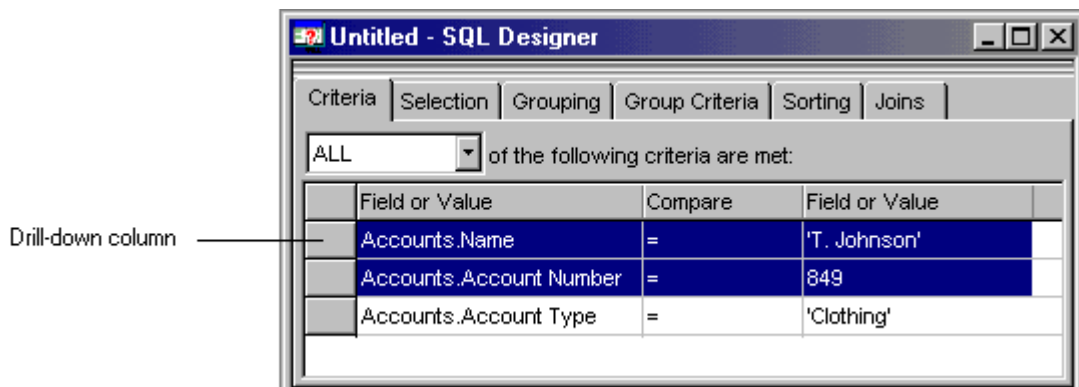 Untitled - SQL Designer
Criteria Selection Grouping Group Criteria Sorting Joins
ALL of the following criteria are met:
Field or Value Compare Field or Value
Drill-down column
Accounts.Name = 'T. Johnson'
Accounts.Account Number = 849
Accounts.Account Type = 'Clothing'